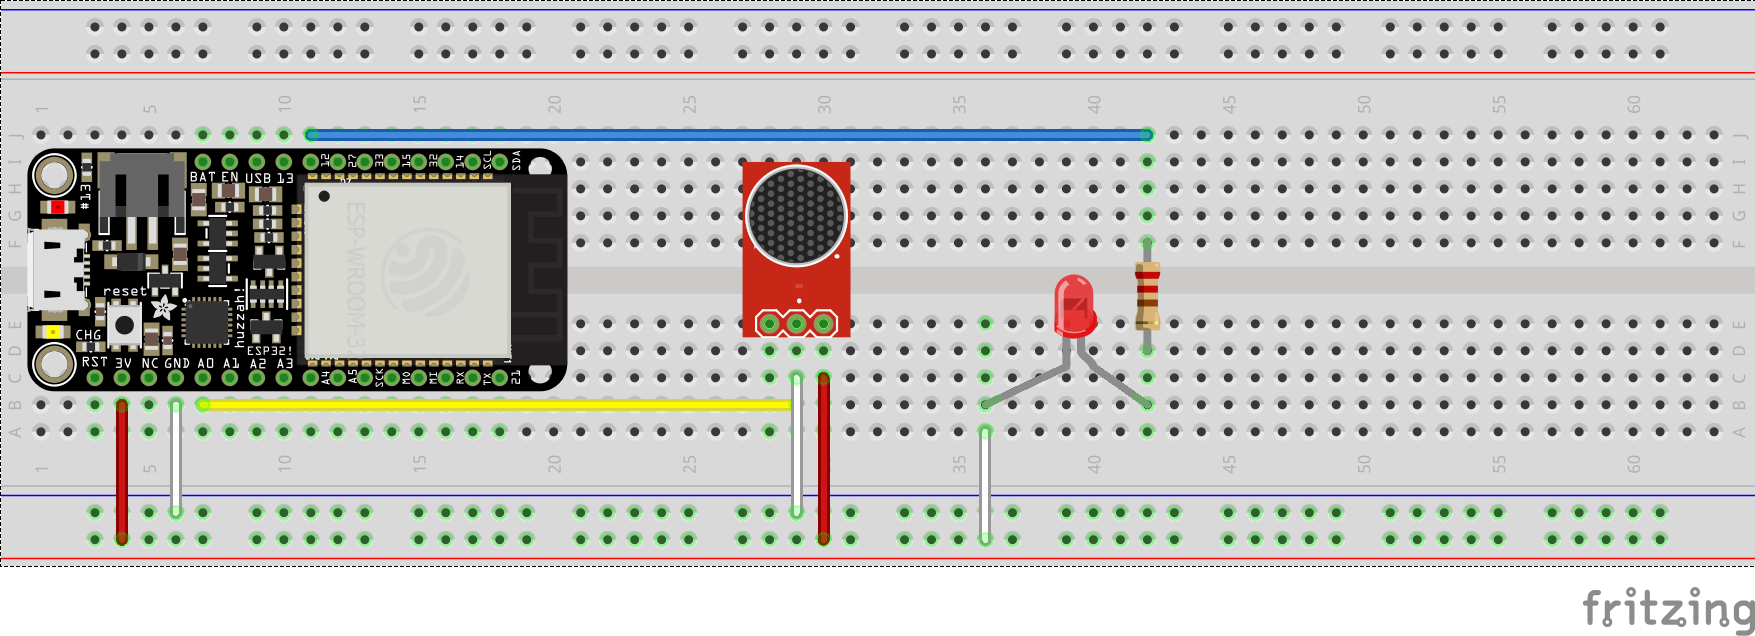 1 5 10 15 20 25 30 35 40 45 50 55 60
J J
I I
H H
G G
F F
E E
D D
C C
B B
A A
12 27 33 15 32 14 SCL SDA
BAT EN USB 13
#13
ESP-WROOM-32
reset
huzzah!
ESP32!
CHG
RST 3V NC GND A0 A1 A2 A3
A4 A5 SCK MO MI RX TX 21
1 5 10 15 20 25 30 35 40 45 50 55 60
fritzing